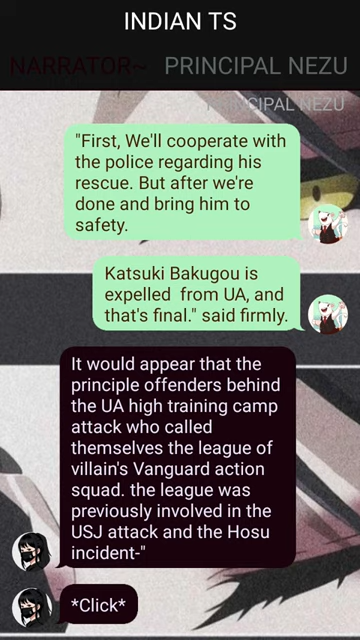 INDIAN TS
NARRATOR~ PRINCIPAL NEZU
PRINCIPAL NEZU
"First, We'll cooperate with
the police regarding his
rescue. But after we're
done and bring him to
safety.
Katsuki Bakugou is
expelled from UA, and
that's final." said firmly.
It would appear that the
principle offenders behind
the UA high training camp
attack who called
themselves the league of
villain's Vanguard action
squad. the league was
previously involved in the
USJ attack and the Hosu
incident-"
*Click*